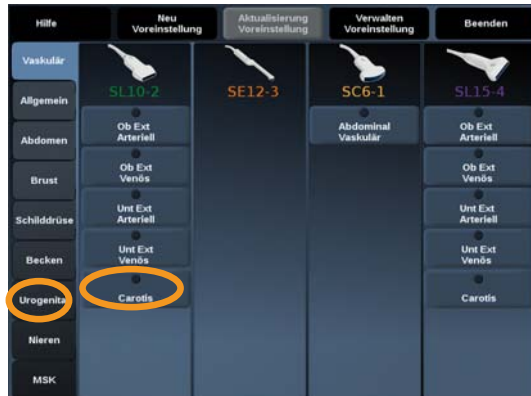 Hilfe
Neu
Voreinstellung
Aktualisierung
Voreinstellung
Verwalten
Voreinstellung
Beenden
Vaskulär
SL10-2
SE12-3
SC6-1
SL15-4
Allgemein
Ob Ext
Arteriell
Abdominal
Vaskulär
Ob Ext
Arteriell
Abdomen
Ob Ext
Venös
Ob Ext
Venös
Brust
Unt Ext
Arteriell
Unt Ext
Arteriell
Schilddrüse
Unt Ext
Venös
Unt Ext
Venös
Becken
Urogenital
Carotis
Carotis
Nieren
MSK